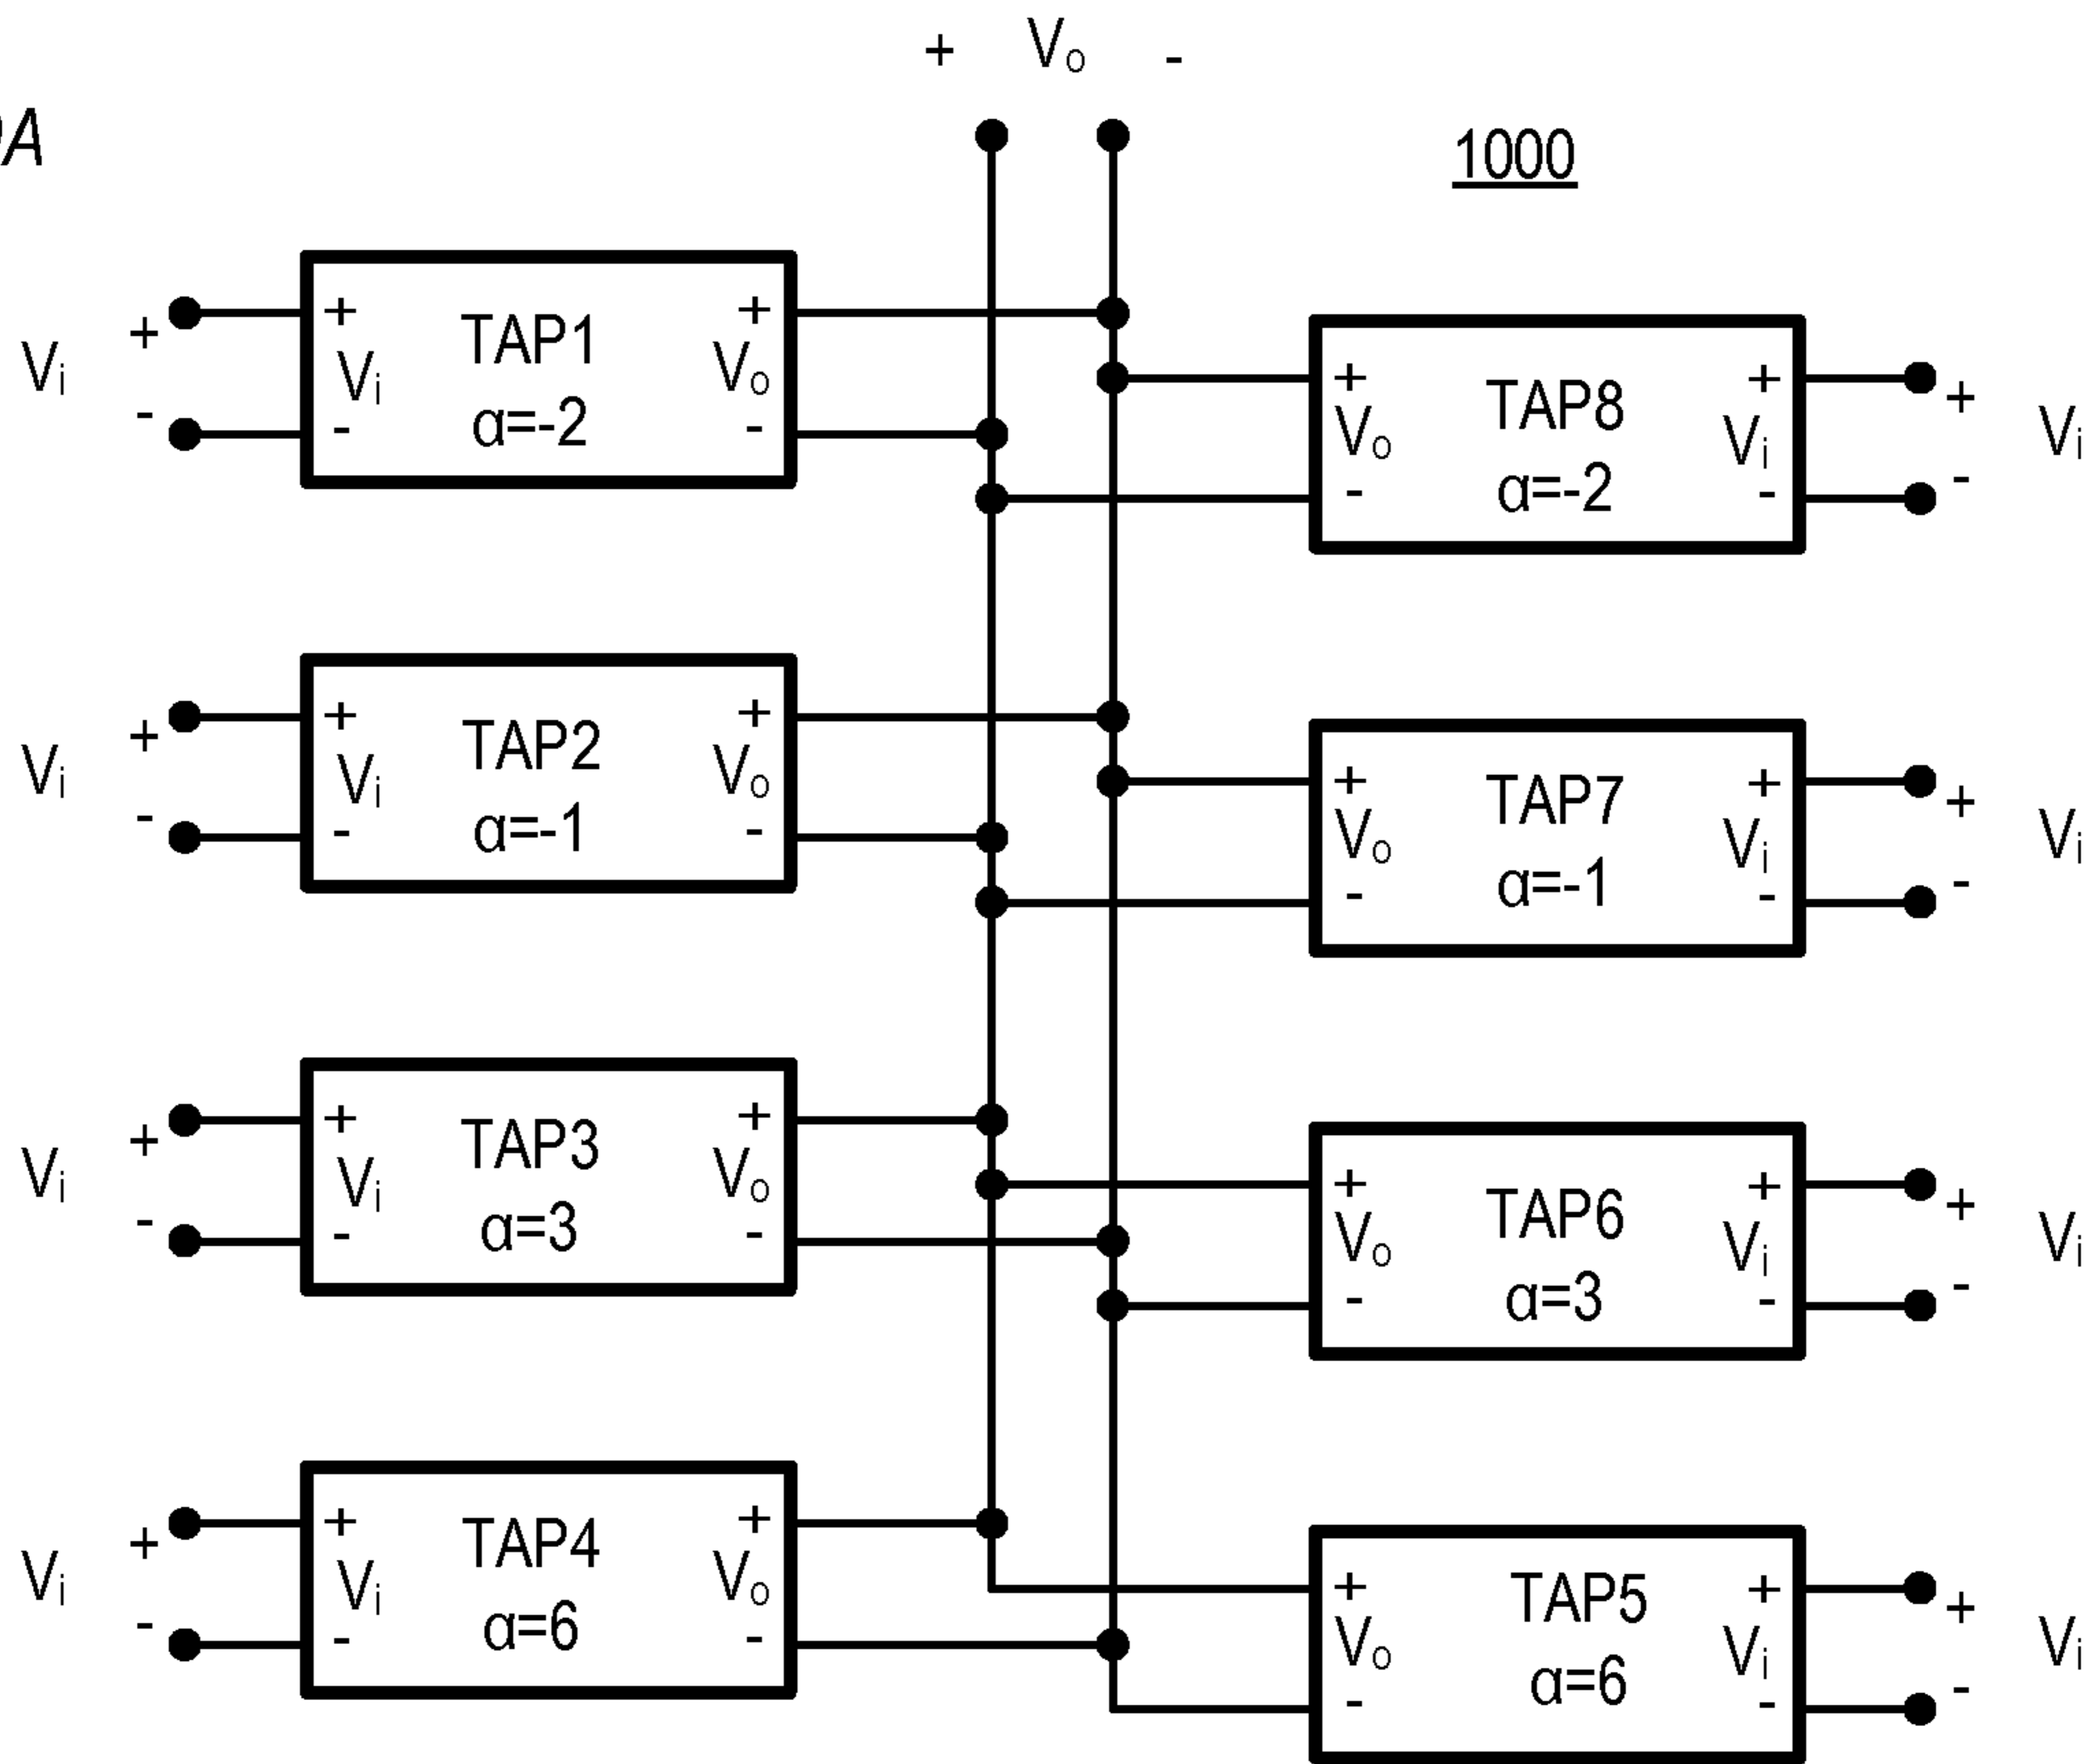 + Vo -
A
1000
Vi + - + Vi - TAP1 α=-2 + Vo -
+ Vo - TAP8 α=-2 + Vi - + - Vi
Vi + - + Vi - TAP2 α=-1 + Vo -
+ Vo - TAP7 α=-1 + Vi - + - Vi
Vi + - + Vi - TAP3 α=3 + Vo -
+ Vo - TAP6 α=3 + Vi - + - Vi
Vi + - + Vi - TAP4 α=6 + Vo -
+ Vo - TAP5 α=6 + Vi - + - Vi